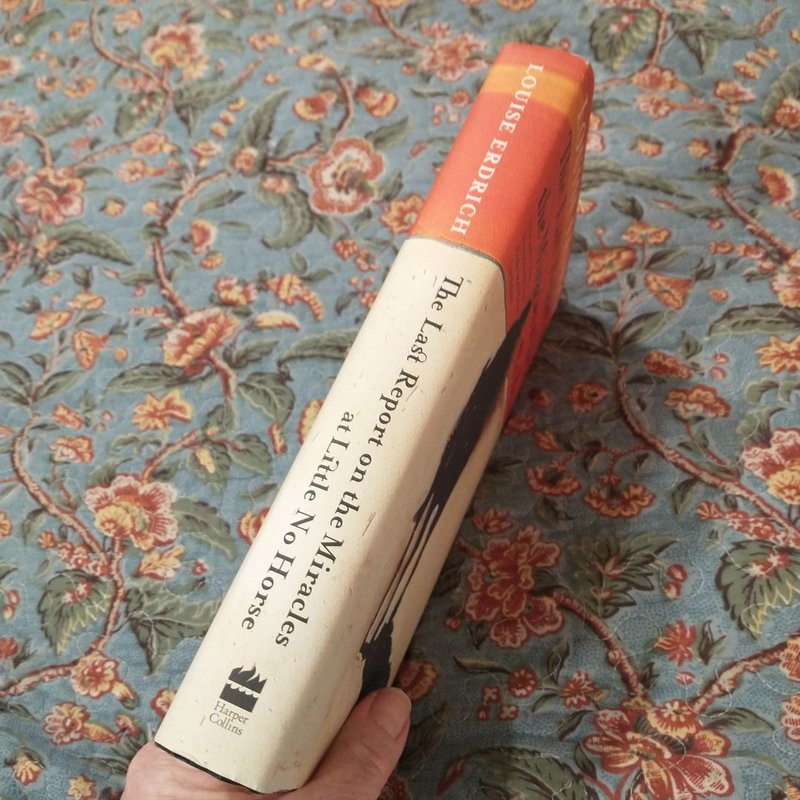 LOUISE ERDRICH
The Last Report on the Miracles
at Little No Horse
Harper
Collins